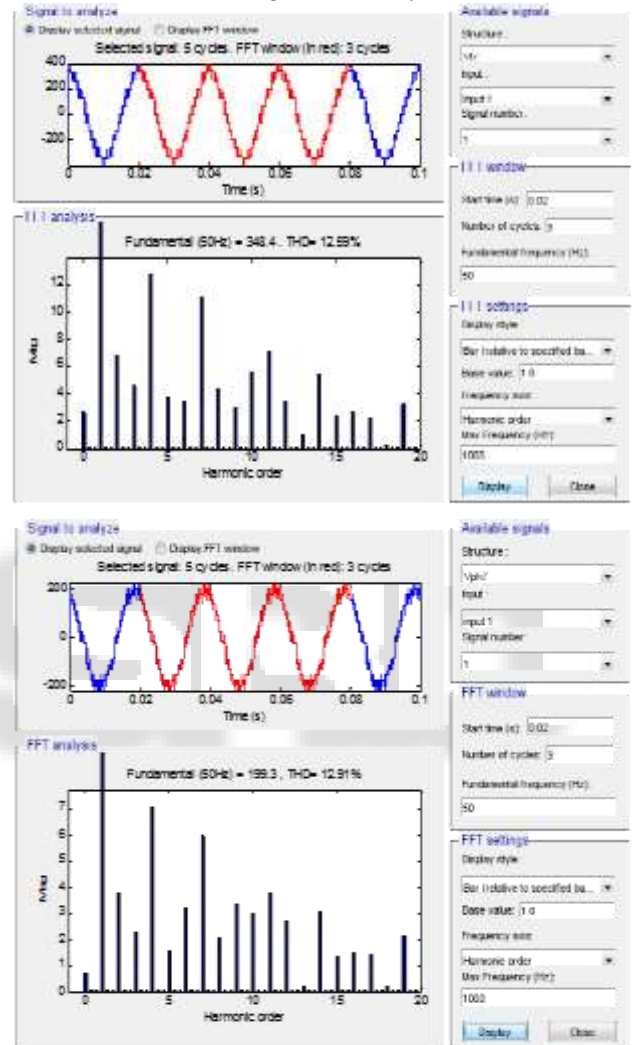 Signal to analyze
Display selected signal Display FFT window
Selected signal: 5 cycles. FFT window (in red): 3 cycles
400
200
0
-200
0 0.02 0.04 0.06 0.08 0.1
Time (s)
analysis
Fundamental (50Hz) = 348.4 , THD= 12.59%
12
10
8
6
4
2
0
0 5 10 15 20
Mag
Harmonic order
Available signals
Structure :
Input :
input 1
Signal number:
1
window
Start time (s): 0.02
Number of cycles: 3
Fundamental frequency (Hz):
50
settings
Display style :
Bar (relative to specified ba...
Base value: 1.0
Frequency axis:
Harmonic order
Max Frequency (Hz):
Display Close
Signal to analyze
Display selected signal Display FFT window
Selected signal: 5 cycles. FFT window (in red): 3 cycles
200
0
-200
0 0.02 0.04 0.06 0.08 0.1
Time (s)
FFT analysis
Fundamental (50Hz) = 199.3 , THD= 12.91%
7
6
5
4
3
2
1
0
0 5 10 15 20
Mag
Harmonic order
Available signals
Structure :
Input :
input 1
Signal number:
1
FFT window
Start time (s): 0.02
Number of cycles: 3
Fundamental frequency (Hz):
50
FFT settings
Display style :
Bar (relative to specified ba...
Base value: 1.0
Frequency axis:
Harmonic order
Max Frequency (Hz):
1000
Display Close